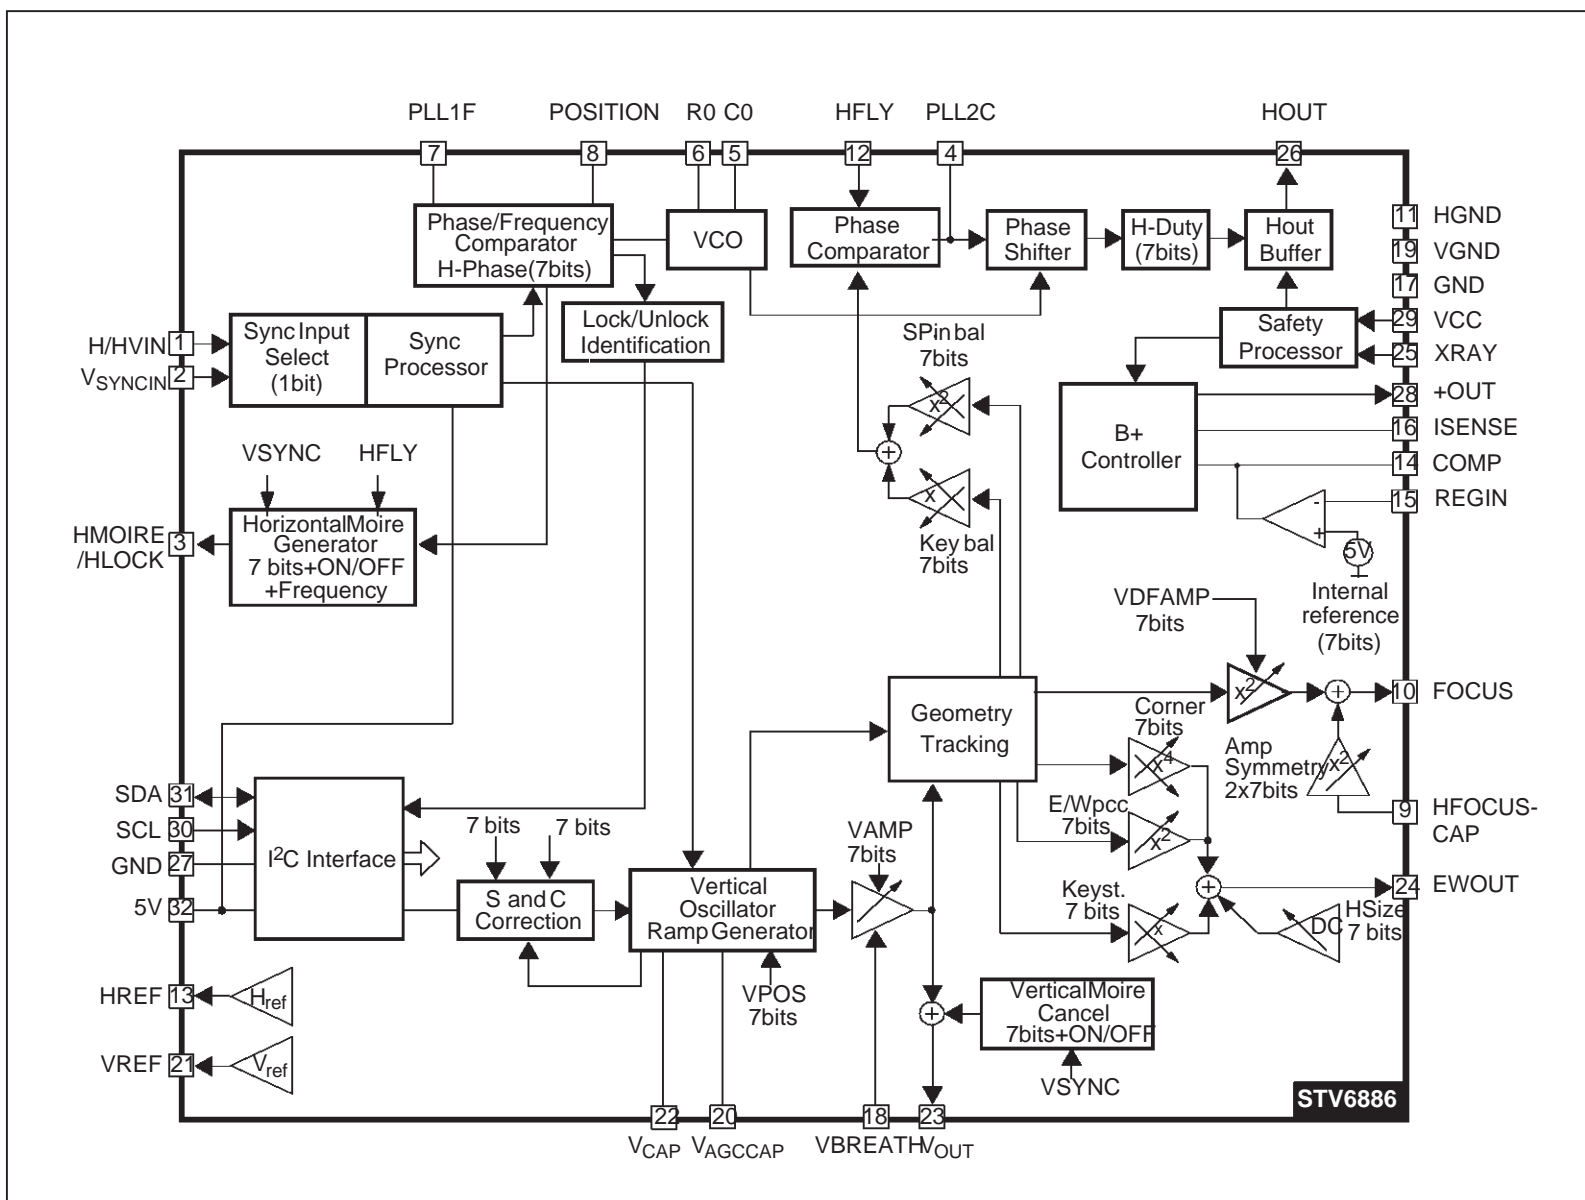 PLL1F
POSITION
R0 C0
HFLY
PLL2C
HOUT
7
8
6
5
12
4
26
Phase/Frequency
Comparator
H-Phase(7bits)
VCO
Phase
Comparator
Phase
Shifter
H-Duty
(7bits)
Hout
Buffer
11 HGND
19 VGND
17 GND
29 VCC
25 XRAY
28 +OUT
16 ISENSE
14 COMP
15 REGIN
H/HVIN 1
VSYNCIN 2
Sync Input
Select
(1bit)
Sync
Processor
Lock/Unlock
Identification
SPin bal
7bits
x2
+
x
Key bal
7bits
Safety
Processor
B+
Controller
-
+
5V
Internal
reference
(7bits)
VSYNC
HFLY
HMOIRE
/HLOCK
3
HorizontalMoire
Generator
7 bits+ON/OFF
+Frequency
VDFAMP
7bits
x2
+
10 FOCUS
Geometry
Tracking
Corner
7bits
x4
Amp
Symmetry
2x7bits
x2
9 HFOCUS-
CAP
E/Wpcc
7bits
x2
SDA 31
SCL 30
GND 27
5V 32
I2C Interface
7 bits
7 bits
S and C
Correction
Vertical
Oscillator
Ramp Generator
VAMP
7bits
Keyst.
7 bits
x
+
24 EWOUT
DC
HSize
7 bits
HREF 13
Href
VREF 21
Vref
VPOS
7bits
+
VerticalMoire
Cancel
7bits+ON/OFF
VSYNC
STV6886
22
20
18
23
VCAP
VAGCCAP
VBREATH
VOUT